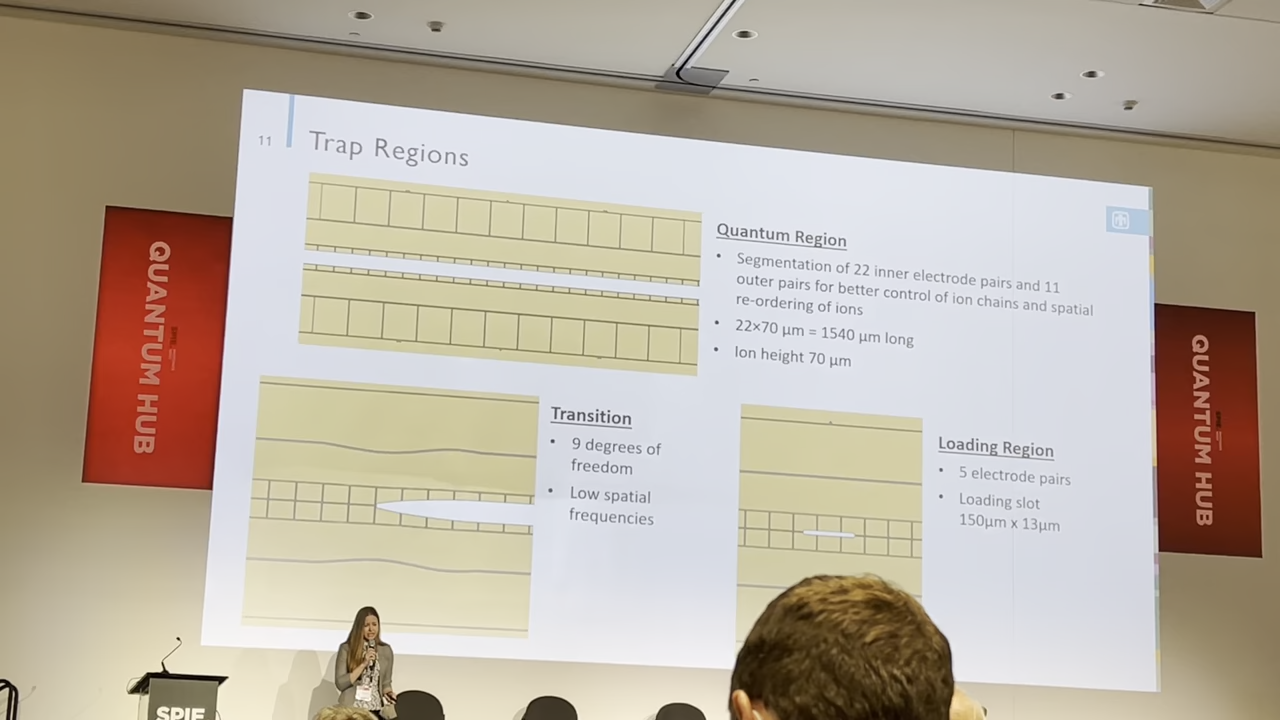 11
Trap Regions
Quantum Region
• Segmentation of 22 inner electrode pairs and 11
outer pairs for better control of ion chains and spatial
re-ordering of ions
• 22×70 µm = 1540 µm long
• Ion height 70 µm
Transition
• 9 degrees of
freedom
• Low spatial
frequencies
Loading Region
• 5 electrode pairs
• Loading slot
150µm x 13µm
QUANTUM HUB
SPIE
QUANTUM HUB
SPIE
SPIE